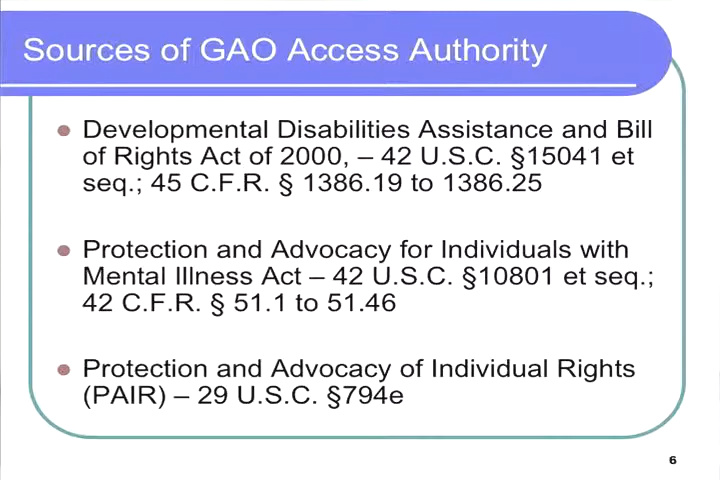 Sources of GAO Access Authority
Developmental Disabilities Assistance and Bill
of Rights Act of 2000, – 42 U.S.C. §15041 et
seq.; 45 C.F.R. § 1386.19 to 1386.25
Protection and Advocacy for Individuals with
Mental Illness Act – 42 U.S.C. §10801 et seq.;
42 C.F.R. § 51.1 to 51.46
Protection and Advocacy of Individual Rights
(PAIR) – 29 U.S.C. §794e
6